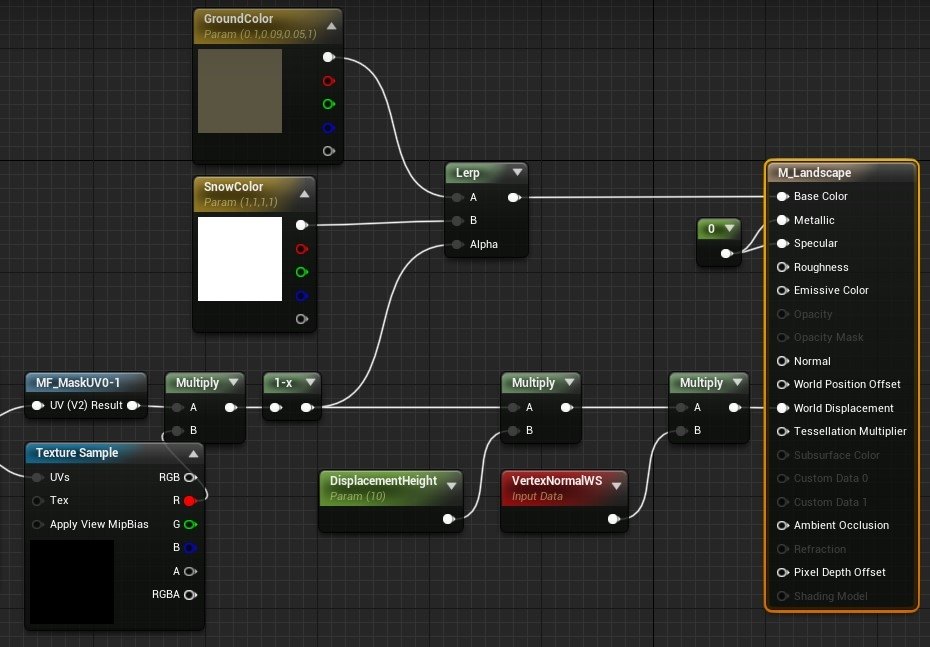 GroundColor
Param (0.1,0.09,0.05,1)
SnowColor
Param (1,1,1,1)
Lerp
A
B
Alpha
0
M_Landscape
Base Color
Metallic
Specular
Roughness
Emissive Color
Opacity
Opacity Mask
Normal
World Position Offset
World Displacement
Tessellation Multiplier
Subsurface Color
Custom Data 0
Custom Data 1
Ambient Occlusion
Refraction
Pixel Depth Offset
Shading Model
MF_MaskUV0-1
UV (V2) Result
Multiply
A
B
1-x
Multiply
A
B
Multiply
A
B
Texture Sample
UVs
RGB
Tex
R
Apply View MipBias
G
B
A
RGBA
DisplacementHeight
Param (10)
VertexNormalWS
Input Data